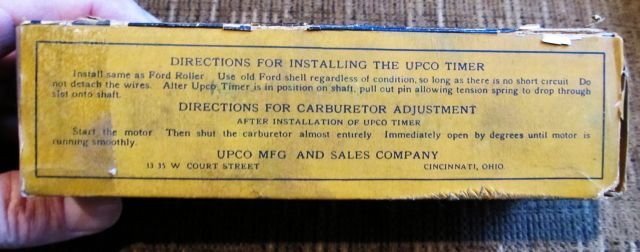 DIRECTIONS FOR INSTALLING THE UPCO TIMER
Install same as Ford Roller Use old Ford shell regardless of condition, so long as there is no short circuit Do
not detach the wires. After Upco Timer is in position on shaft, pull out pin allowing tension spring to drop through
slot onto shaft.
DIRECTIONS FOR CARBURETOR ADJUSTMENT
AFTER INSTALLATION OF UPCO TIMER
Start the motor Then shut the carburetor almost entirely. Immediately open by degrees until motor is
running smoothly.
UPCO MFG AND SALES COMPANY
13 35 W COURT STREET CINCINNATI, OHIO